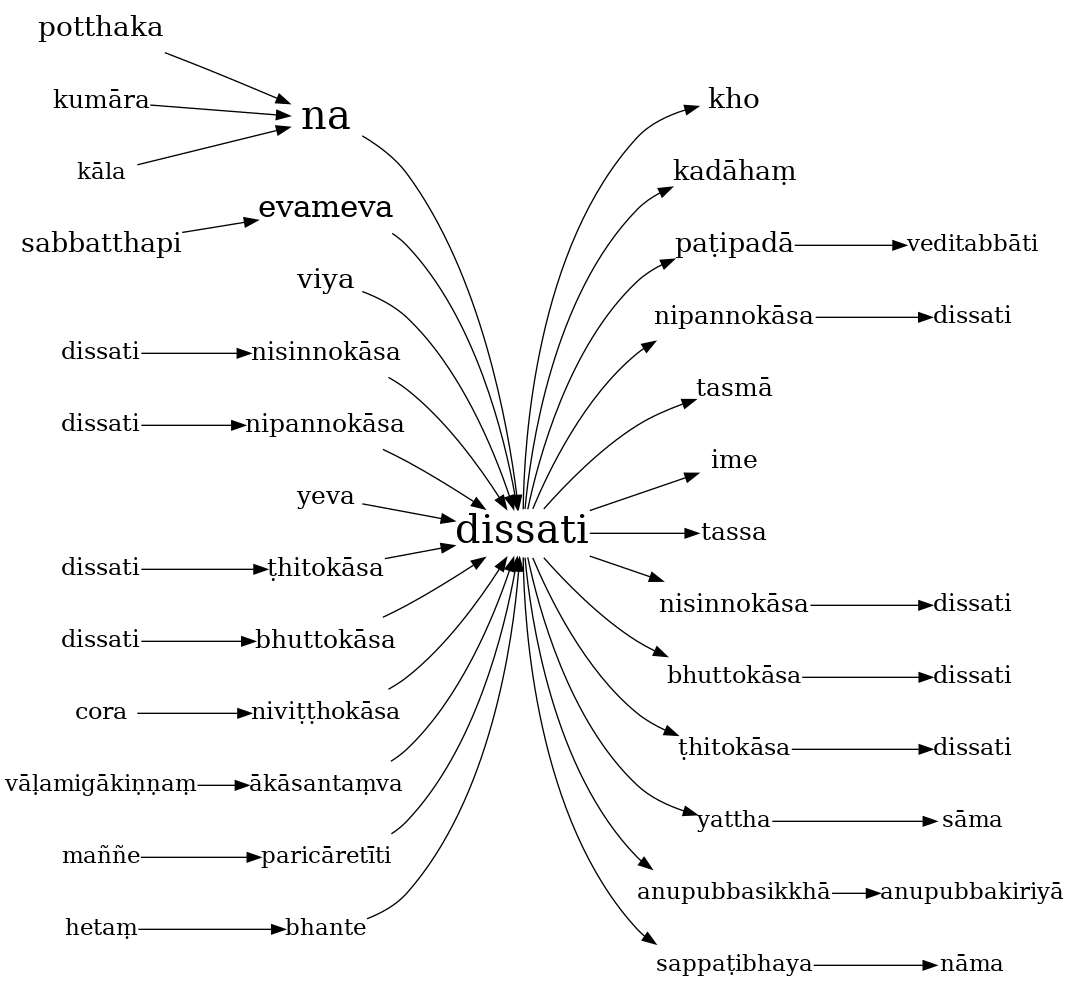 potthaka
kumāra
na
kāla
sabbatthapi
evameva
viya
dissati
nisinnokāsa
dissati
nipannokāsa
yeva
dissati
ṭhitokāsa
dissati
bhuttokāsa
cora
niviṭṭhokāsa
vāḷamigākiṇṇaṃ
ākāsantaṃva
maññe
paricāretīti
hetaṃ
bhante
dissati
kho
kadāhaṃ
paṭipadā
veditabbāti
nipannokāsa
dissati
tasmā
ime
tassa
nisinnokāsa
dissati
bhuttokāsa
dissati
ṭhitokāsa
dissati
yattha
sāma
anupubbasikkhā
anupubbakiriyā
sappaṭibhaya
nāma